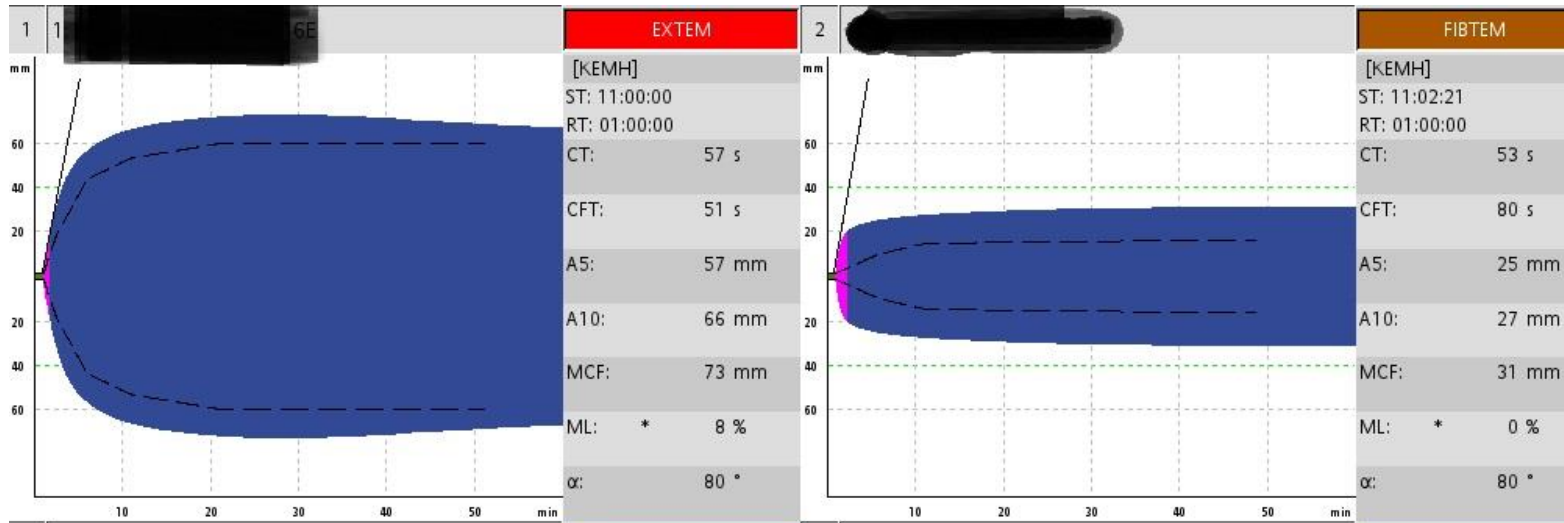 1 1 6E EXTEM
mm
[KEMH]
ST: 11:00:00
RT: 01:00:00
CT: 57 s
CFT: 51 s
A5: 57 mm
A10: 66 mm
MCF: 73 mm
ML: * 8 %
α: 80 °
60
40
20
20
40
60
10 20 30 40 50 min
2 FIBTEM
mm
[KEMH]
ST: 11:02:21
RT: 01:00:00
CT: 53 s
CFT: 80 s
A5: 25 mm
A10: 27 mm
MCF: 31 mm
ML: * 0 %
α: 80 °
60
40
20
20
40
60
10 20 30 40 50 min